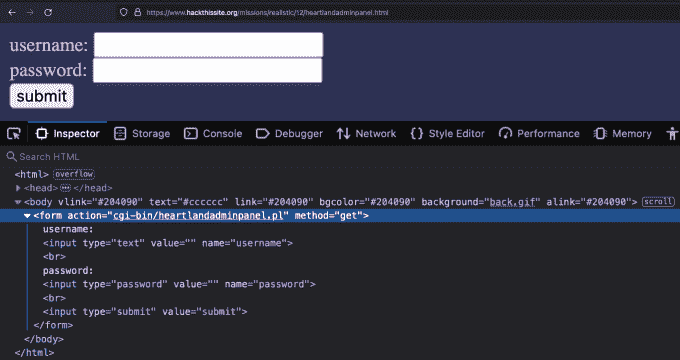 https://www.hackthissite.org/missions/realistic/12/heartlandadminpanel.html
username:
password:
submit
Inspector Storage Console Debugger Network Style Editor Performance Memory
Search HTML
<html> overflow
<head> ••• </head>
<body vlink="#204090" text="#cccccc" link="#204090" bgcolor="#204090" background="back.gif" alink="#204090"> scroll
<form action="cgi-bin/heartlandadminpanel.pl" method="get">
username:
<input type="text" value="" name="username">
<br>
password:
<input type="password" value="" name="password">
<br>
<input type="submit" value="submit">
</form>
</body>
</html>